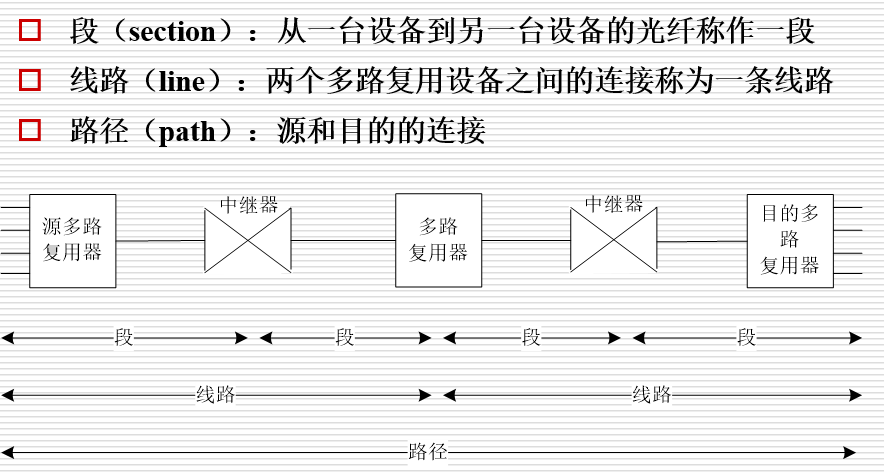 段（section）：从一台设备到另一台设备的光纤称作一段
线路（line）：两个多路复用设备之间的连接称为一条线路
路径（path）：源和目的的连接
源多路
复用器
中继器
多路
复用器
中继器
目的多
路
复用器
段 段 段 段
线路 线路
路径